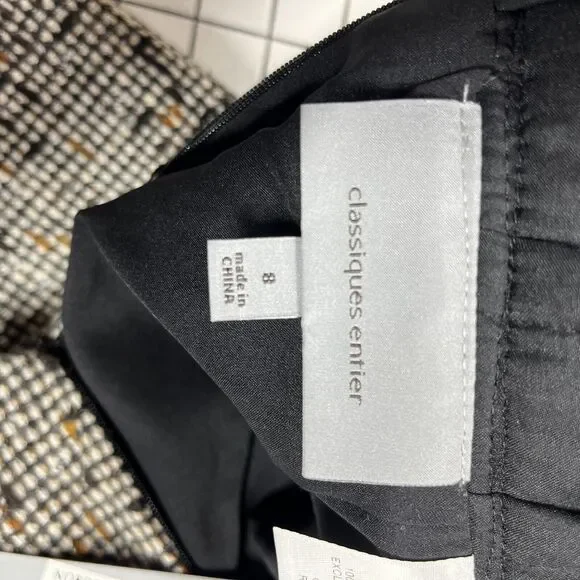 classiques entier
8
made in
CHINA